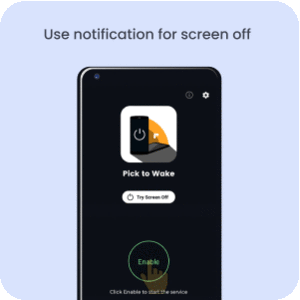 Use notification for screen off
Pick to Wake
Try Screen Off
Enable
Click Enable to start the service